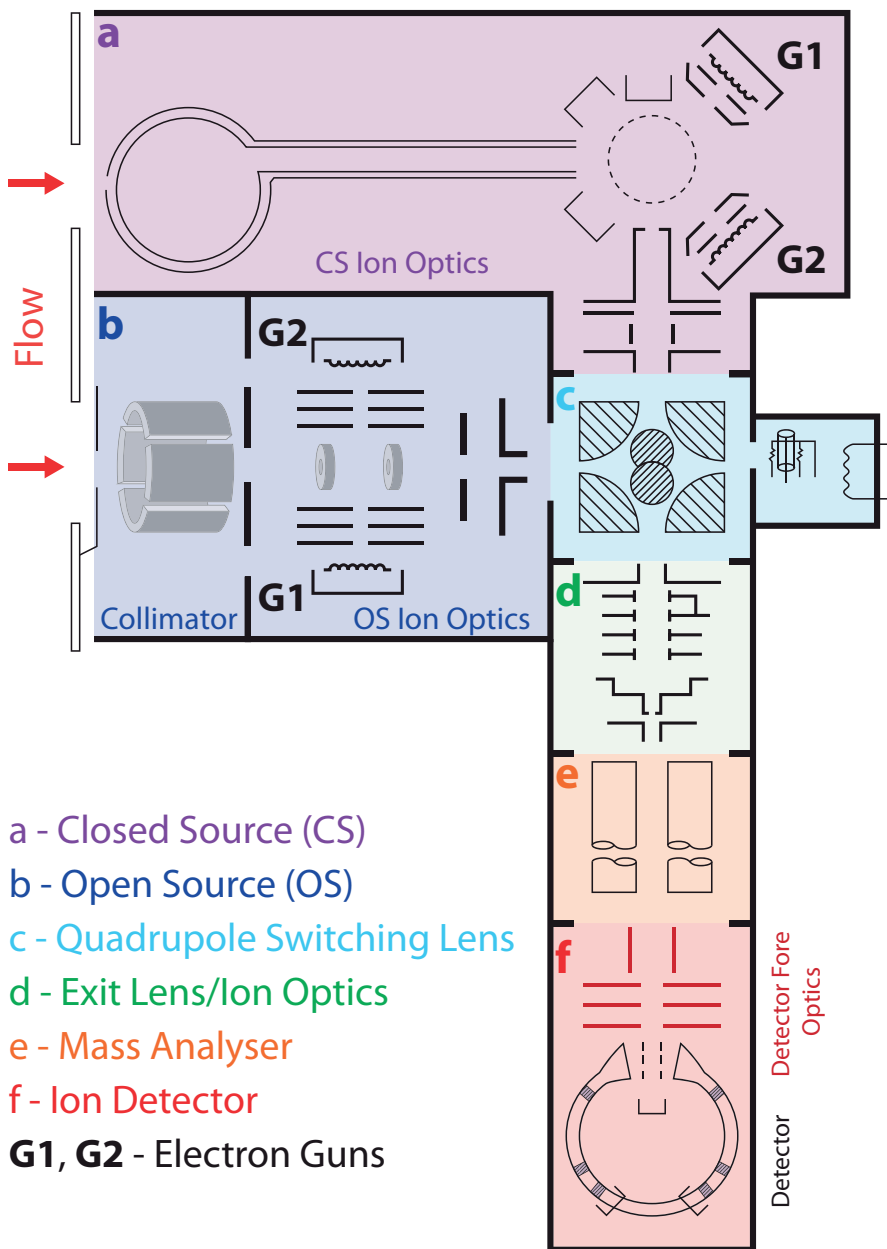 a
G1
G2
CS Ion Optics
Flow
b
G2
G1
Collimator
OS Ion Optics
c
d
e
f
Detector Fore
Optics
Detector
a - Closed Source (CS)
b - Open Source (OS)
c - Quadrupole Switching Lens
d - Exit Lens/Ion Optics
e - Mass Analyser
f - Ion Detector
G1, G2 - Electron Guns